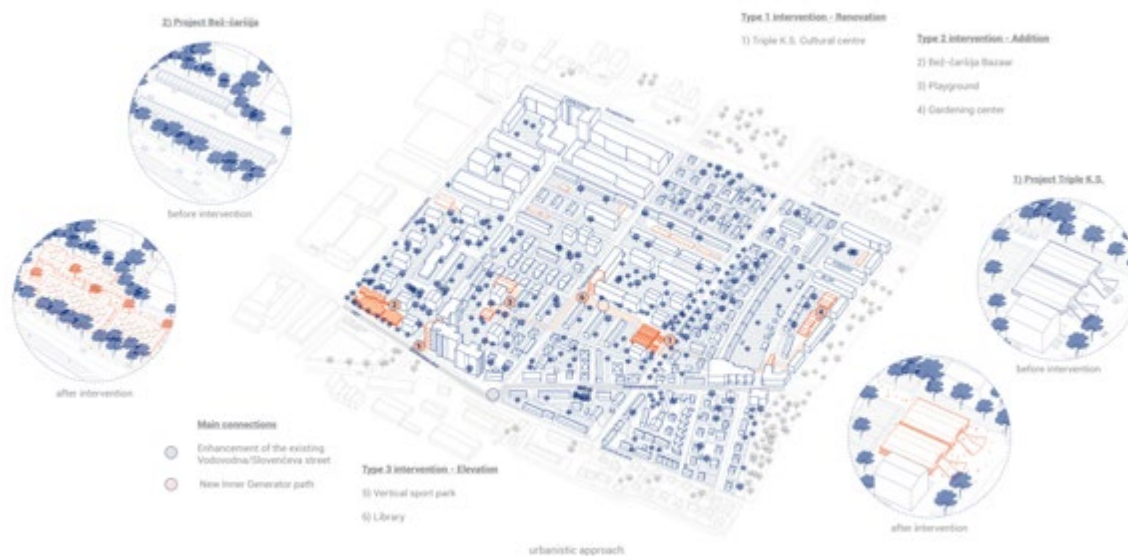 2) Project Bež-čaršija
before intervention
after intervention
Type 1 intervention - Renovation
1) Triple K.S. Cultural centre
Type 2 intervention - Addition
2) Bež-čaršija Bazaar
3) Playground
4) Gardening center
1) Project Triple K.S.
before intervention
after intervention
Main connections
Enhancement of the existing
Vodovodna/Slovenčeva street
New Inner Generator path
Type 3 intervention - Elevation
5) Vertical sport park
6) Library
urbanistic approach